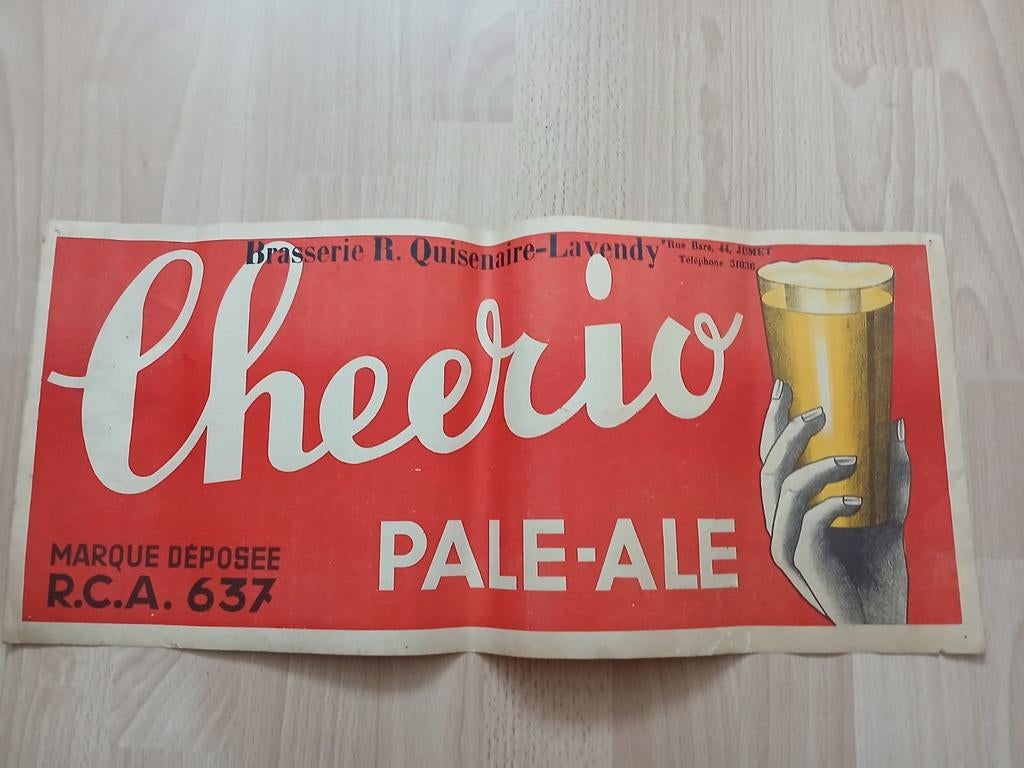 Brasserie R. Quisenaire-Lavendy
Rue Bara, 44, JUMET
Téléphone 31036
Cheerio
PALE-ALE
MARQUE DÉPOSEE
R.C.A. 637